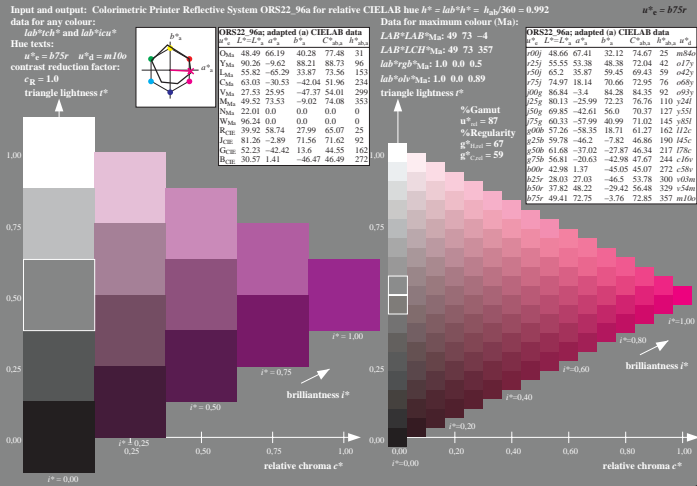 Input and output: Colorimetric Printer Reflective System ORS22_96a for relative CIELAB hue h* = lab*h* = h_ab/360 = 0.992
u*e = b75r
data for any colour:
lab*tch* and lab*icu*
Hue texts:
u*e = b75r u*d = m10o
contrast reduction factor:
cR = 1.0
triangle lightness t*
b*a
a*a
ORS22_96a; adapted (a) CIELAB data
u*e L*=L*a a*a b*a C*ab,a h*ab,a
OMa 48.49 66.19 40.28 77.48 31
YMa 90.26 −9.62 88.21 88.73 96
LMa 55.82 −65.29 33.87 73.56 153
CMa 63.03 −30.53 −42.04 51.96 234
VMa 27.53 25.95 −47.37 54.01 299
MMa 49.52 73.53 −9.02 74.08 353
NMa 22.01 0.0 0.0 0.0 0
WMa 96.24 0.0 0.0 0.0 0
RCIE 39.92 58.74 27.99 65.07 25
JCIE 81.26 −2.89 71.56 71.62 92
GCIE 52.23 −42.42 13.6 44.55 162
BCIE 30.57 1.41 −46.47 46.49 272
Data for maximum colour (Ma):
LAB*LAB*Ma: 49 73 −4
LAB*LCH*Ma: 49 73 357
lab*rgb*Ma: 1.0 0.0 0.5
lab*olv*Ma: 1.0 0.0 0.89
triangle lightness t*
%Gamut
u*rel = 87
%Regularity
g*H,rel = 67
g*C,rel = 59
ORS22_96a; adapted (a) CIELAB data
u*e L*=L*a a*a b*a C*ab,a h*ab,a u*d
r00j 48.66 67.41 32.12 74.67 25 m84o
r25j 55.55 53.38 48.38 72.04 42 o17y
r50j 65.2 35.87 59.45 69.43 59 o42y
r75j 74.97 18.14 70.66 72.95 76 o68y
j00g 86.84 −3.4 84.28 84.35 92 o93y
j25g 80.13 −25.99 72.23 76.76 110 y24l
j50g 69.85 −42.61 56.0 70.37 127 y55l
j75g 60.33 −57.99 40.99 71.02 145 y85l
g00b 57.26 −58.35 18.71 61.27 162 l12c
g25b 59.78 −46.2 −7.82 46.86 190 l45c
g50b 61.68 −37.02 −27.87 46.34 217 l78c
g75b 56.81 −20.63 −42.98 47.67 244 c16v
b00r 42.98 1.37 −45.05 45.07 272 c58v
b25r 28.03 27.03 −46.5 53.78 300 v03m
b50r 37.82 48.22 −29.42 56.48 329 v54m
b75r 49.41 72.75 −3.76 72.85 357 m10o
1,00
0,75
0,50
0,25
0,00
i*=1,00
i*=0,75
i*=0,50
i*=0,25
i*=0,00
brilliantness i*
0,25 0,50 0,75 1,00
relative chroma c*
1,00
0,75
0,50
0,25
0,00
i*=1,00
i*=0,80
i*=0,60
i*=0,40
i*=0,20
i*=0,00
brilliantness i*
0,00 0,25 0,50 0,75 1,00
relative chroma c*